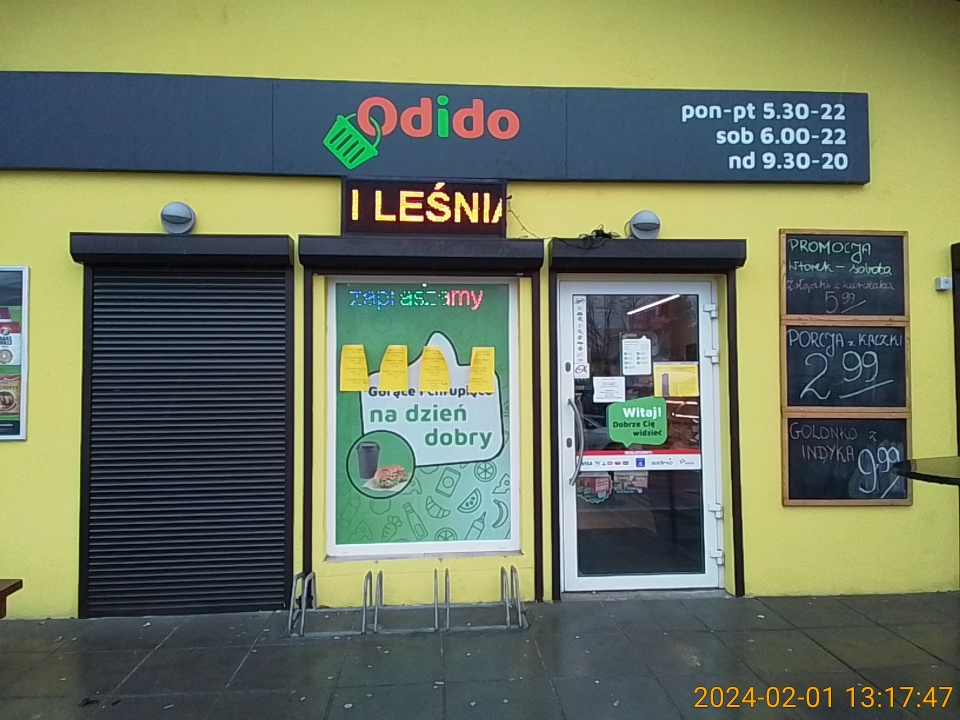 Odido
pon-pt 5.30-22
sob 6.00-22
nd 9.30-20
I LEŚNIA
zapraszamy
Gorące i chrupiące
na dzień
dobry
Witaj!
Dobrze Cię
widzieć
VISA
PROMOCJA
Wtorek - sobota
5,99
PORCJA z KACZKI
2,99
GOLONKO z
INDYKA
9,99
2024-02-01 13:17:47